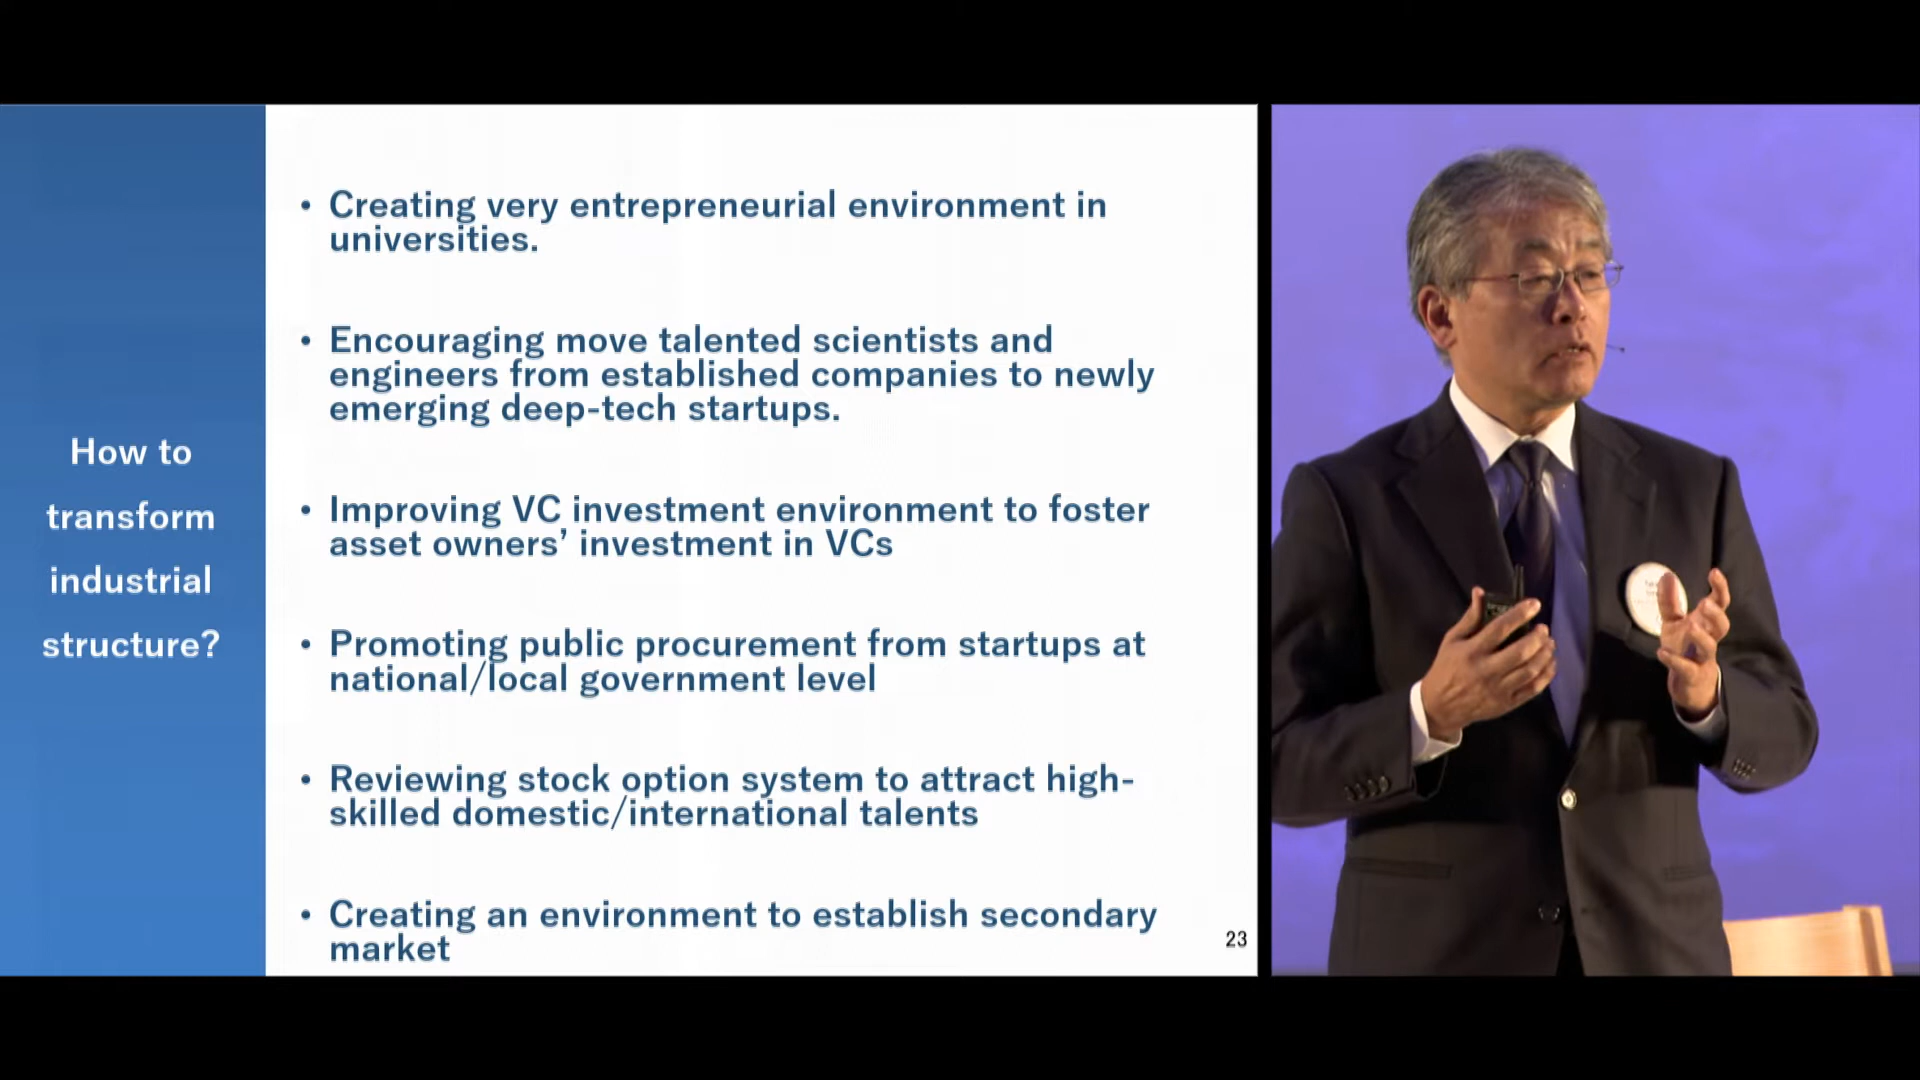 How to
transform
industrial
structure?
• Creating very entrepreneurial environment in
universities.
• Encouraging move talented scientists and
engineers from established companies to newly
emerging deep-tech startups.
• Improving VC investment environment to foster
asset owners’ investment in VCs
• Promoting public procurement from startups at
national/local government level
• Reviewing stock option system to attract high-
skilled domestic/international talents
• Creating an environment to establish secondary
market
23